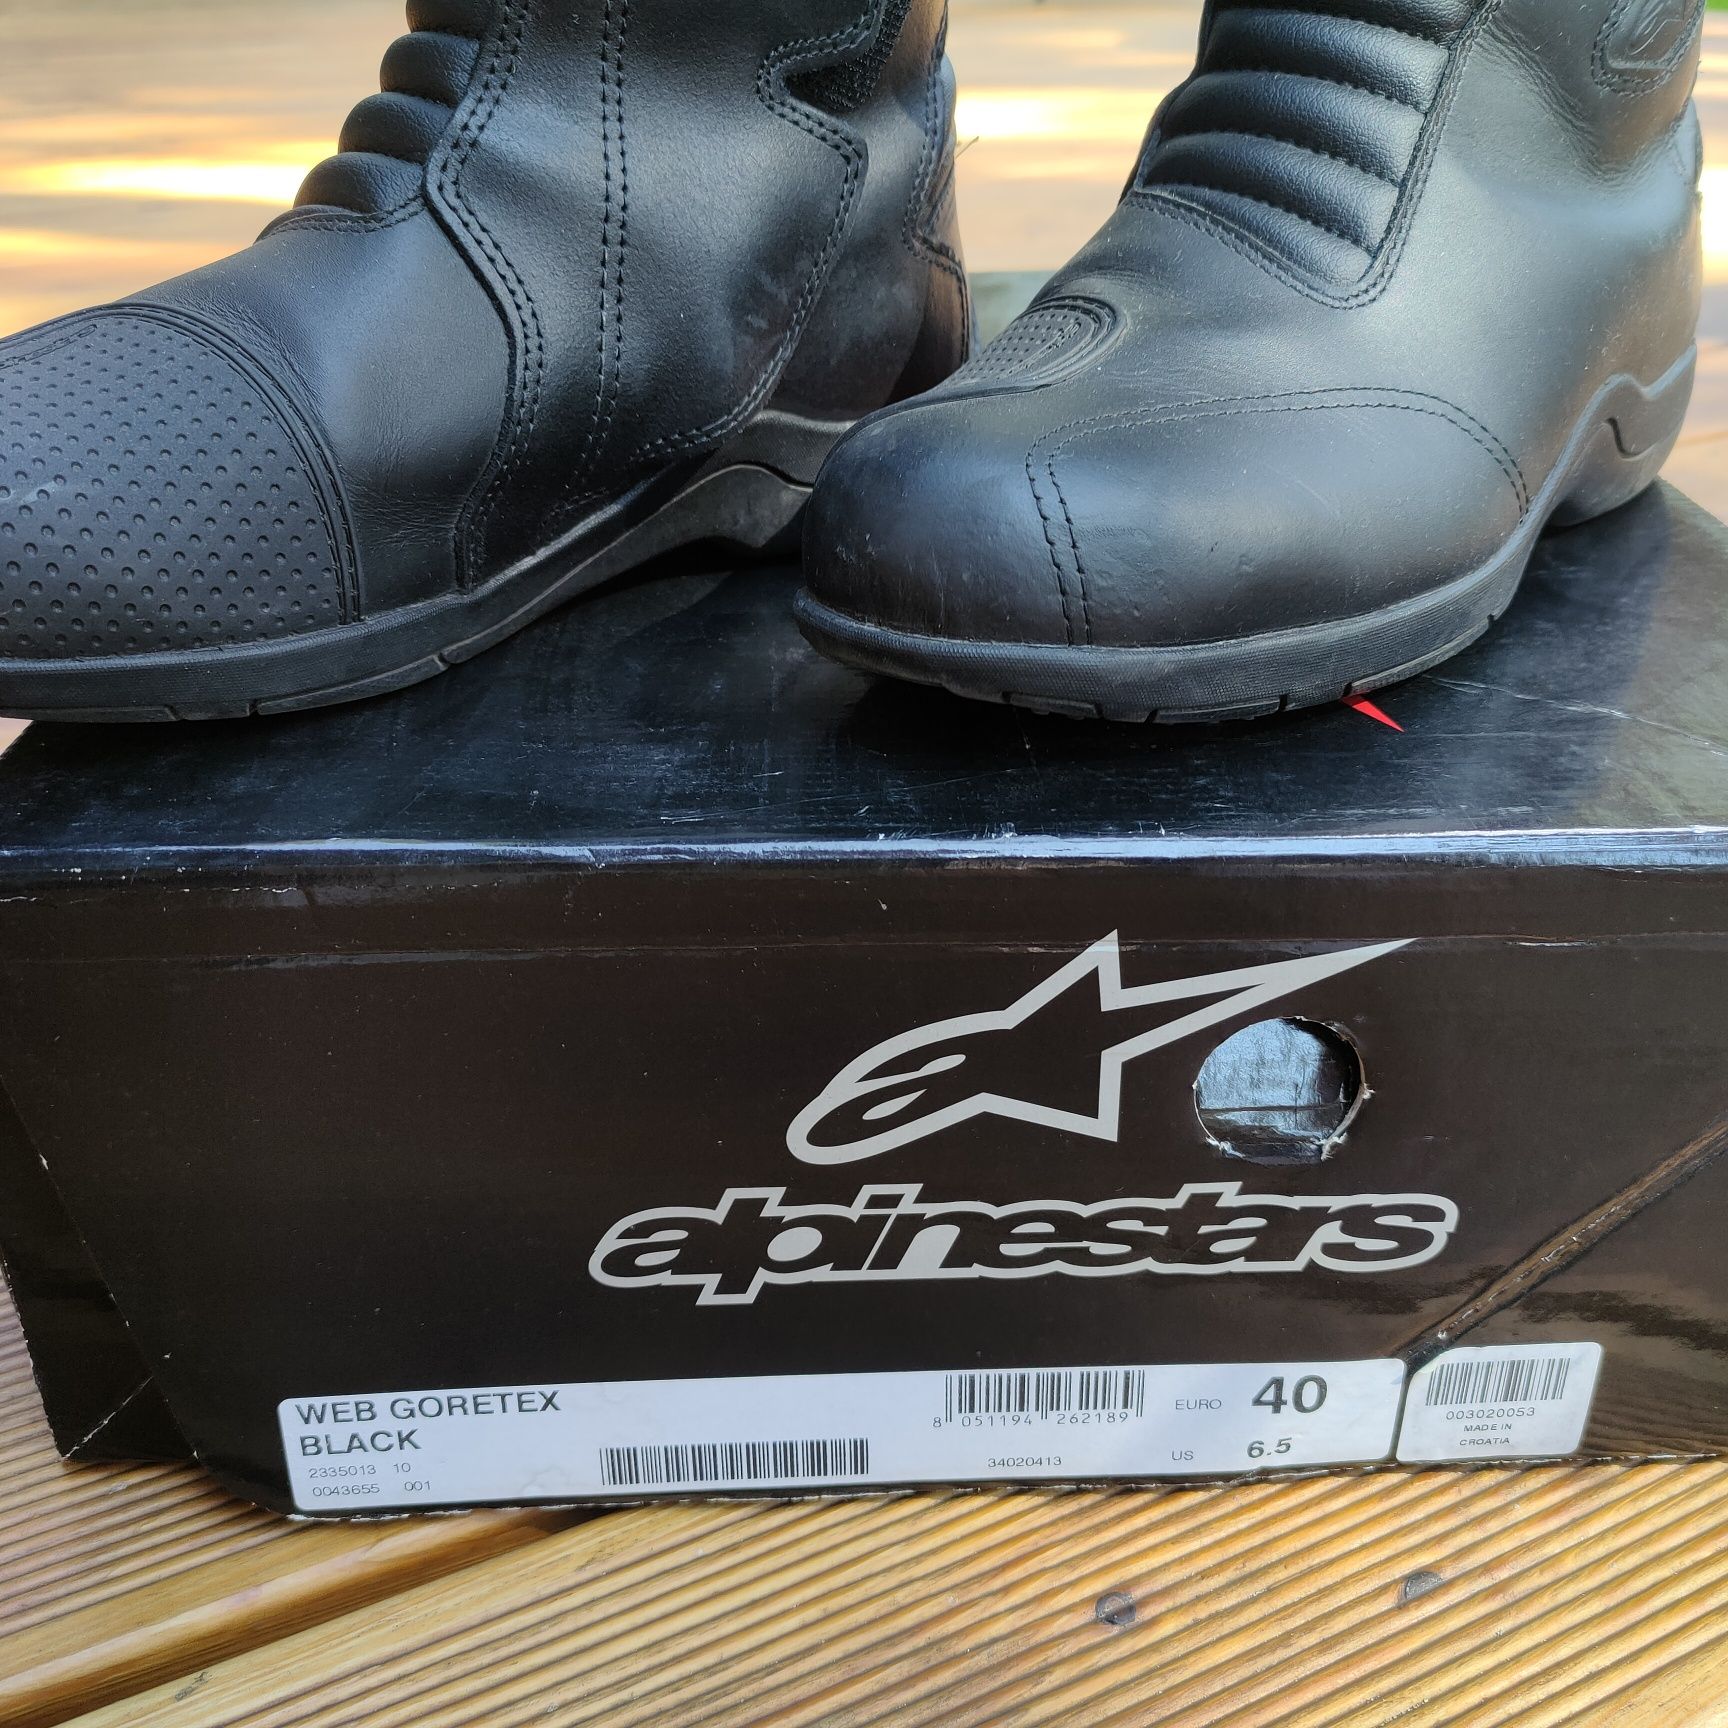 alpinestars
WEB GORETEX
BLACK
2335013 10
0043655 001
8 051194 262189
34020413
EURO 40
US 6.5
003020053
MADE IN
CROATIA